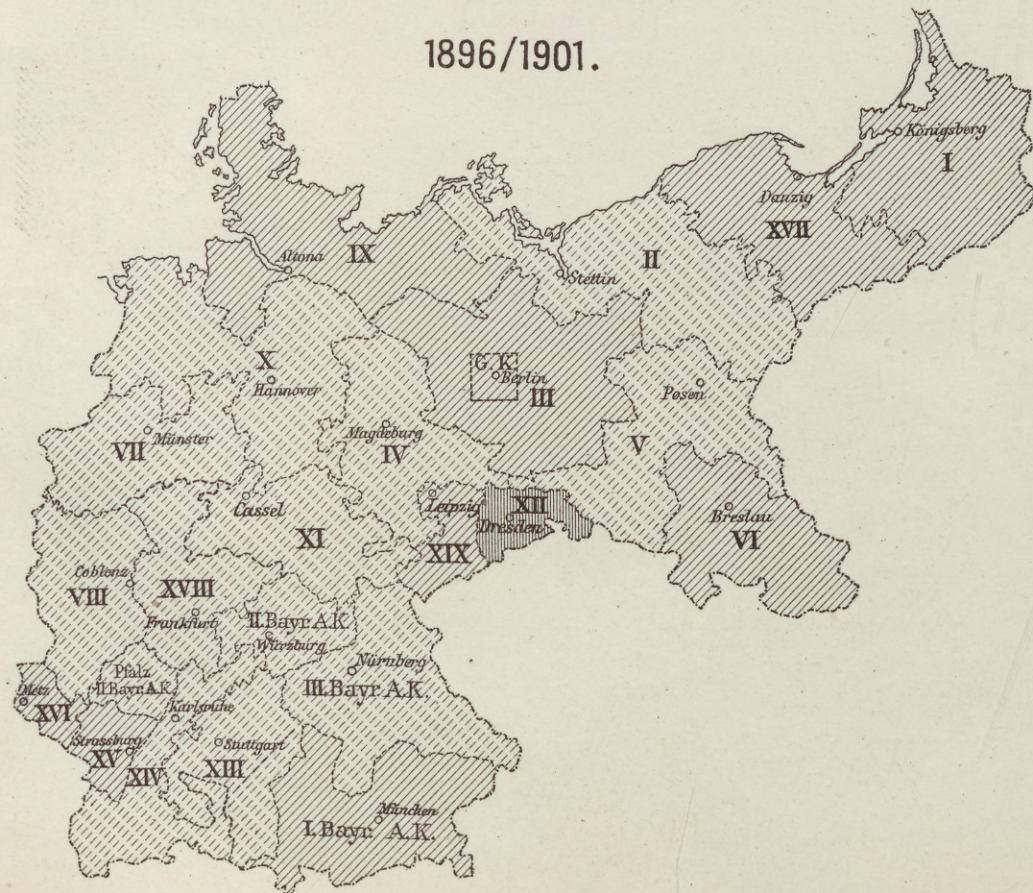 1896/1901.
Königsberg
I
Danzig
XVII
Altona
IX
II
Stettin
X
Hannover
G. K.
Berlin
III
Posen
VII
Münster
Magdeburg
IV
V
Cassel
XI
Leipzig
XII
Dresden
XIX
Breslau
VI
Coblenz
VIII
XVIII
Frankfurt
II. Bayr. A.K.
Würzburg
Pfalz
II. Bayr. A.K.
Nürnberg
III. Bayr. A.K.
Metz
XVI
Karlsruhe
Strassburg
XV
XIV
Stuttgart
XIII
München
I. Bayr. A.K.